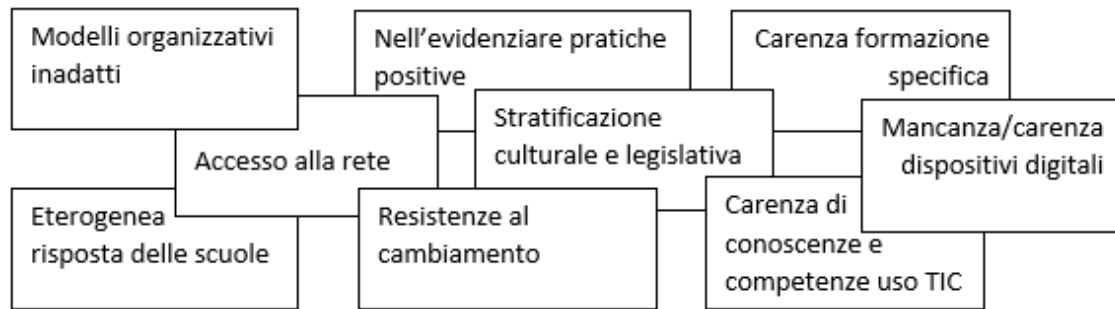 Modelli organizzativi
inadatti
Nell’evidenziare pratiche
positive
Carenza formazione
specifica
Accesso alla rete
Stratificazione
culturale e legislativa
Mancanza/carenza
dispositivi digitali
Eterogenea
risposta delle scuole
Resistenze al
cambiamento
Carenza di
conoscenze e
competenze uso TIC